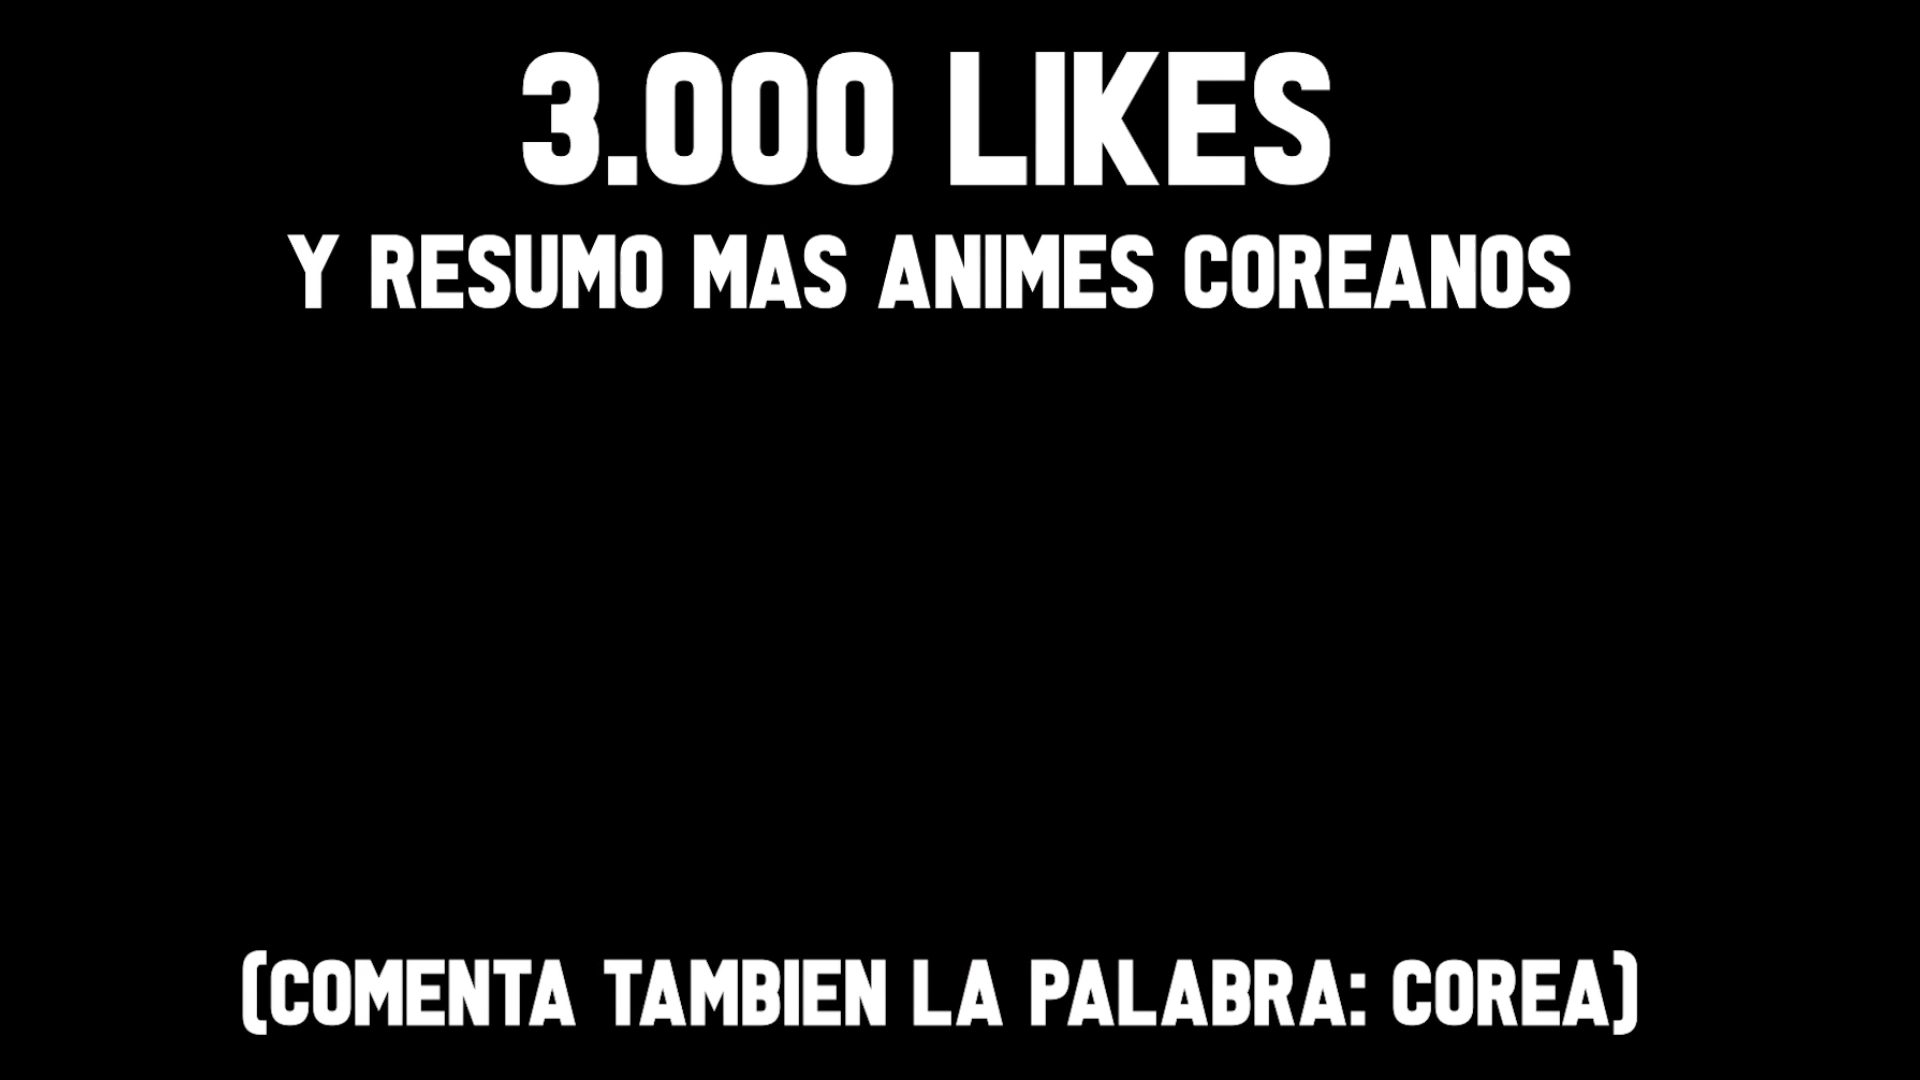 3.000 LIKES
Y RESUMO MAS ANIMES COREANOS
(COMENTA TAMBIEN LA PALABRA: COREA)